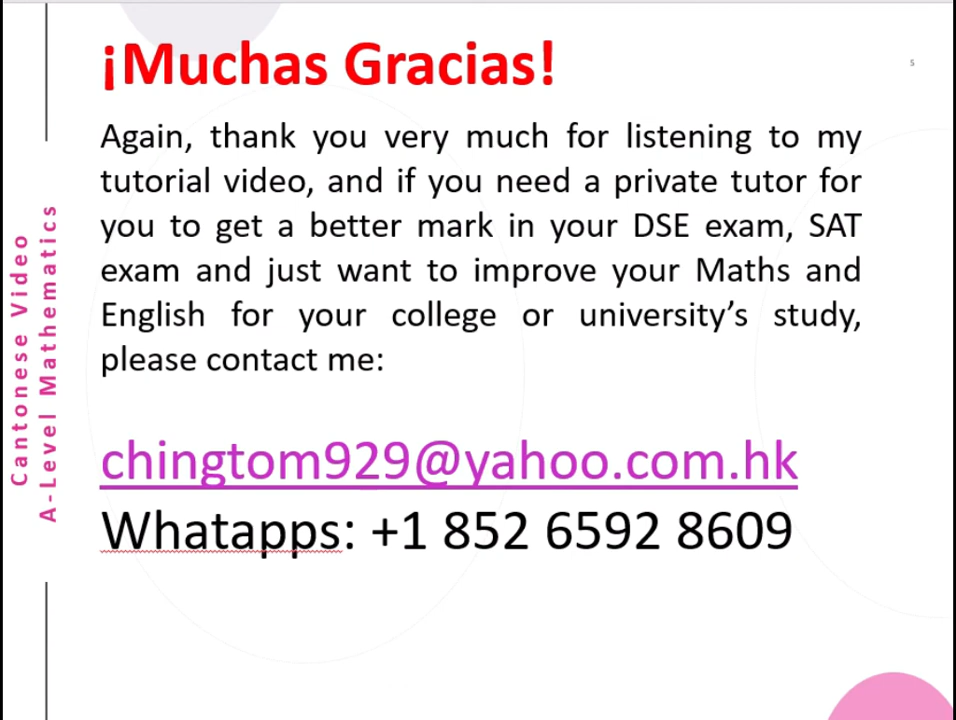 ¡Muchas Gracias!
5
Again, thank you very much for listening to my
tutorial video, and if you need a private tutor for
you to get a better mark in your DSE exam, SAT
exam and just want to improve your Maths and
English for your college or university’s study,
please contact me:
chingtom929@yahoo.com.hk
Whatapps: +1 852 6592 8609
Cantonese Video
A-Level Mathematics